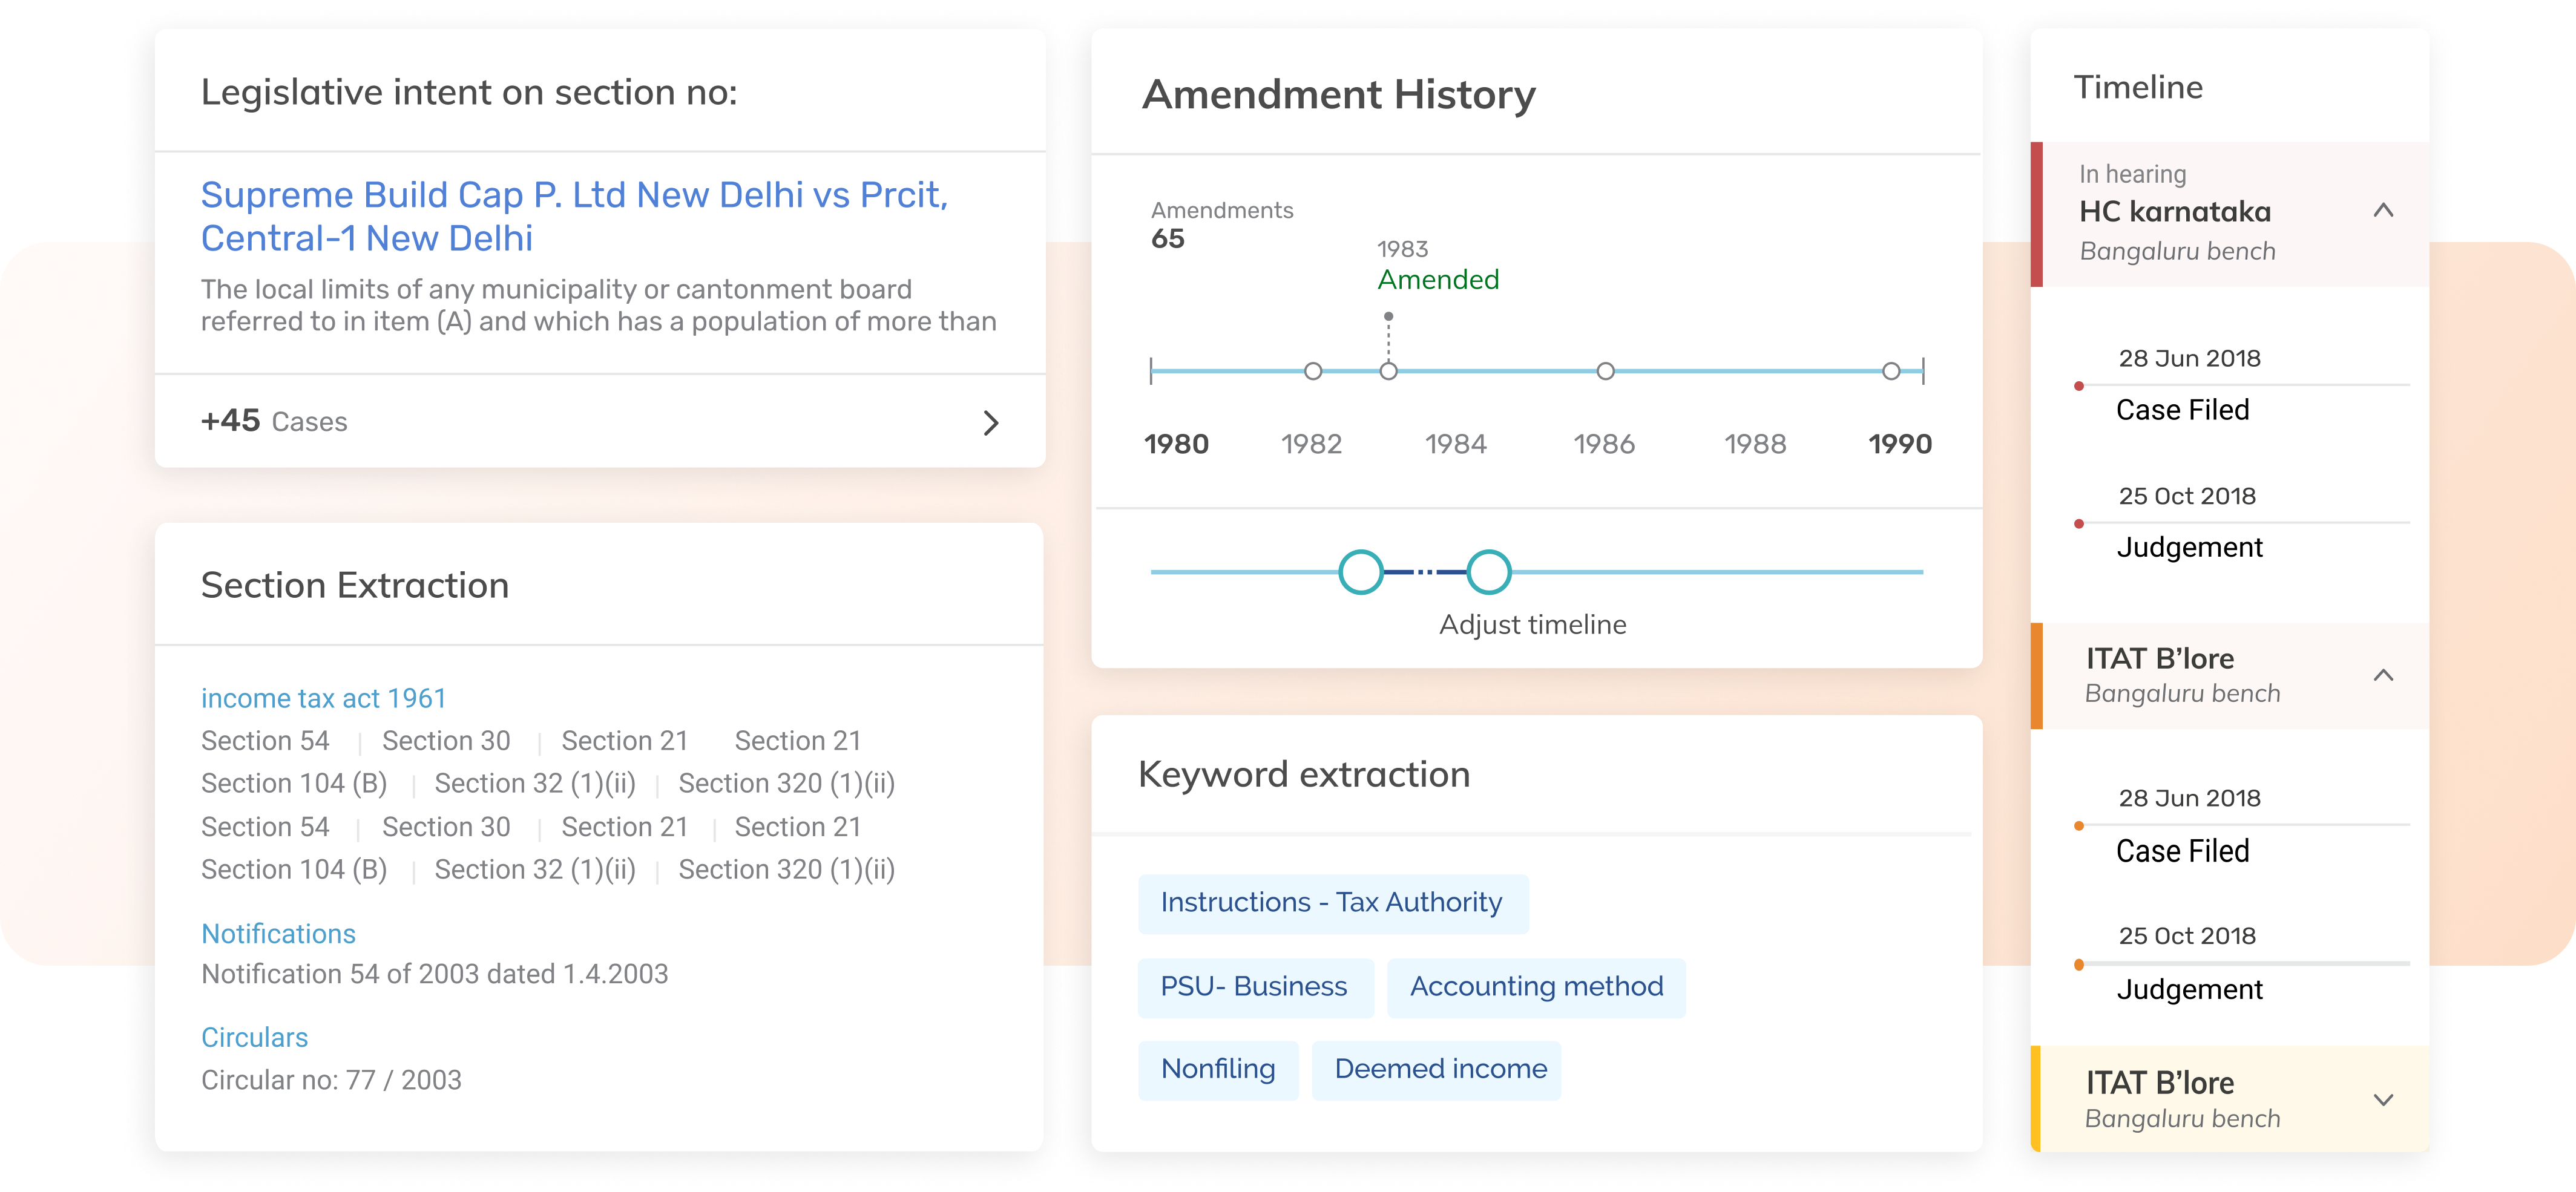 Legislative intent on section no:
Supreme Build Cap P. Ltd New Delhi vs Prcit,
Central-1 New Delhi
The local limits of any municipality or cantonment board
referred to in item (A) and which has a population of more than
+45 Cases
Section Extraction
income tax act 1961
Section 54 | Section 30 | Section 21 Section 21
Section 104 (B) | Section 32 (1)(ii) | Section 320 (1)(ii)
Section 54 | Section 30 | Section 21 | Section 21
Section 104 (B) | Section 32 (1)(ii) | Section 320 (1)(ii)
Notifications
Notification 54 of 2003 dated 1.4.2003
Circulars
Circular no: 77 / 2003
Amendment History
Amendments
65
1983
Amended
1980 1982 1984 1986 1988 1990
Adjust timeline
Keyword extraction
Instructions - Tax Authority
PSU- Business Accounting method
Nonfiling Deemed income
Timeline
In hearing
HC karnataka
Bangaluru bench
28 Jun 2018
Case Filed
25 Oct 2018
Judgement
ITAT B'lore
Bangaluru bench
28 Jun 2018
Case Filed
25 Oct 2018
Judgement
ITAT B'lore
Bangaluru bench